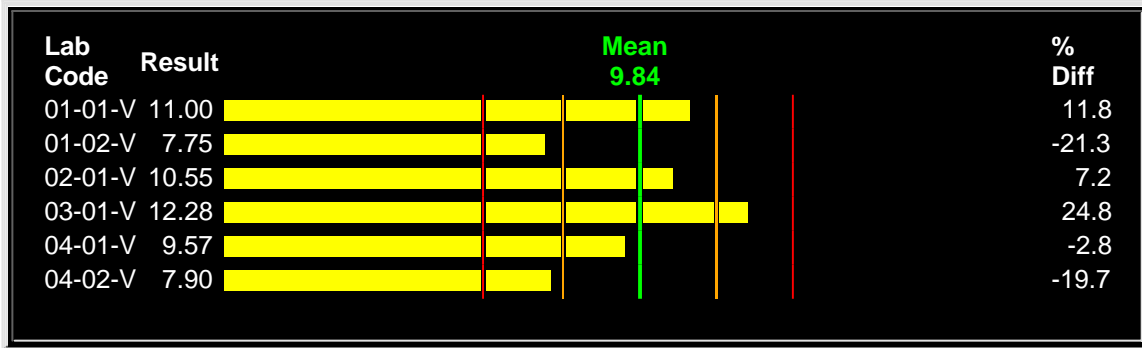 Lab Code Result Mean 9.84 % Diff
01-01-V 11.00 11.8
01-02-V 7.75 -21.3
02-01-V 10.55 7.2
03-01-V 12.28 24.8
04-01-V 9.57 -2.8
04-02-V 7.90 -19.7